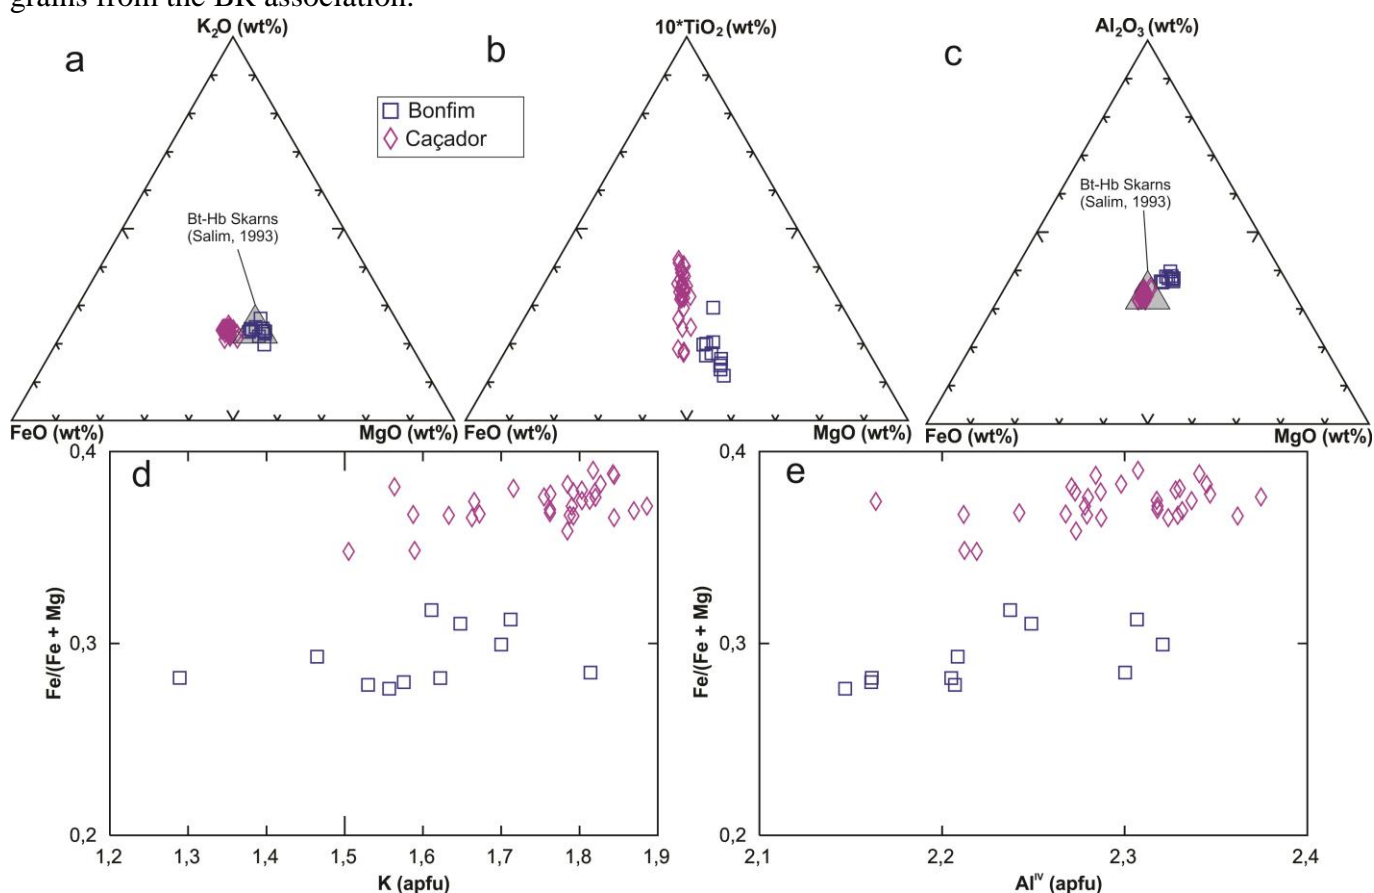 grains from the BR association.
K₂O (wt%)
10*TiO₂ (wt%)
Al₂O₃ (wt%)
a
b
c
Bonfim
Caçador
Bt-Hb Skarns
(Salim, 1993)
Bt-Hb Skarns
(Salim, 1993)
FeO (wt%)
MgO (wt%)
FeO (wt%)
MgO (wt%)
FeO (wt%)
MgO (wt%)
d
0,4
0,3
0,2
Fe/(Fe + Mg)
1,2 1,3 1,4 1,5 1,6 1,7 1,8 1,9
K (apfu)
e
0,4
0,3
0,2
Fe/(Fe + Mg)
2,1 2,2 2,3 2,4
Alᴵⱽ (apfu)